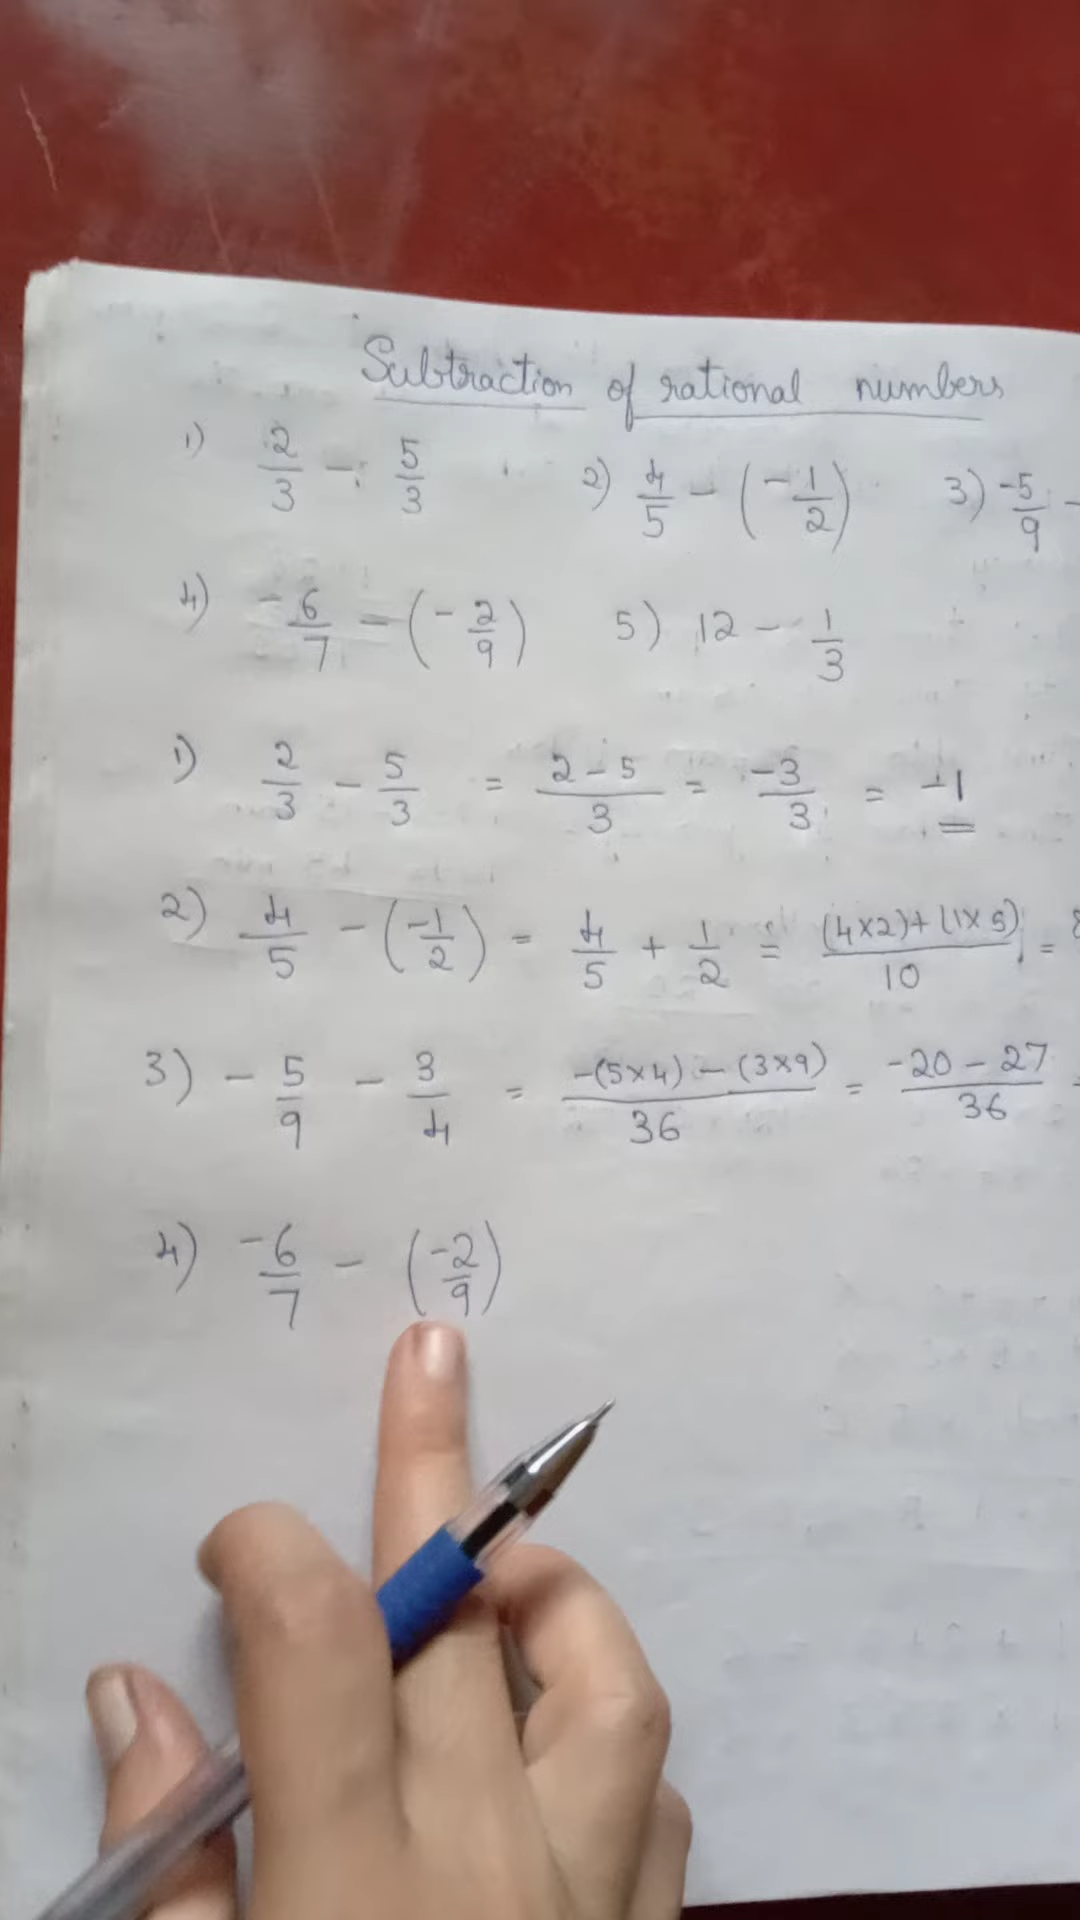 Subtraction of rational numbers
1) 2/3 - 5/3 2) 4/5 - (-1/2) 3) -5/9 -
4) -6/7 - (-2/9) 5) 12 - 1/3
1) 2/3 - 5/3 = 2-5/3 = -3/3 = -1
2) 4/5 - (-1/2) = 4/5 + 1/2 = (4×2)+(1×5)/10 = 8
3) -5/9 - 3/4 = -(5×4)-(3×9)/36 = -20-27/36
4) -6/7 - (-2/9)